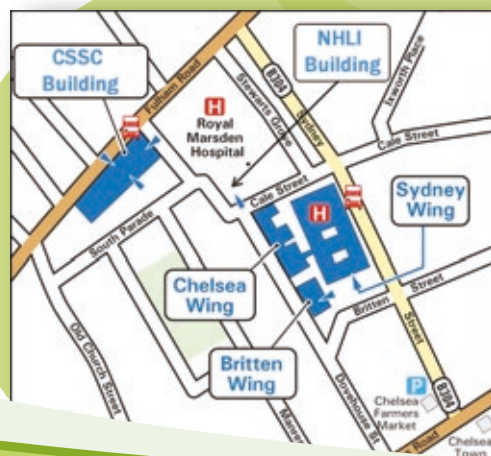 CSSC
Building
NHLI
Building
Fulham Road
H
Royal
Marsden
Hospital
Stewarts Grove
B304
Sydney
Street
Ixworth Place
Cale Street
Cale Street
H
Sydney
Wing
South Parade
Chelsea
Wing
Britten
Wing
Britten Street
Old Church Street
Dovehouse St
P
Chelsea
Farmers
Market
B304
Road
Chelsea
Town